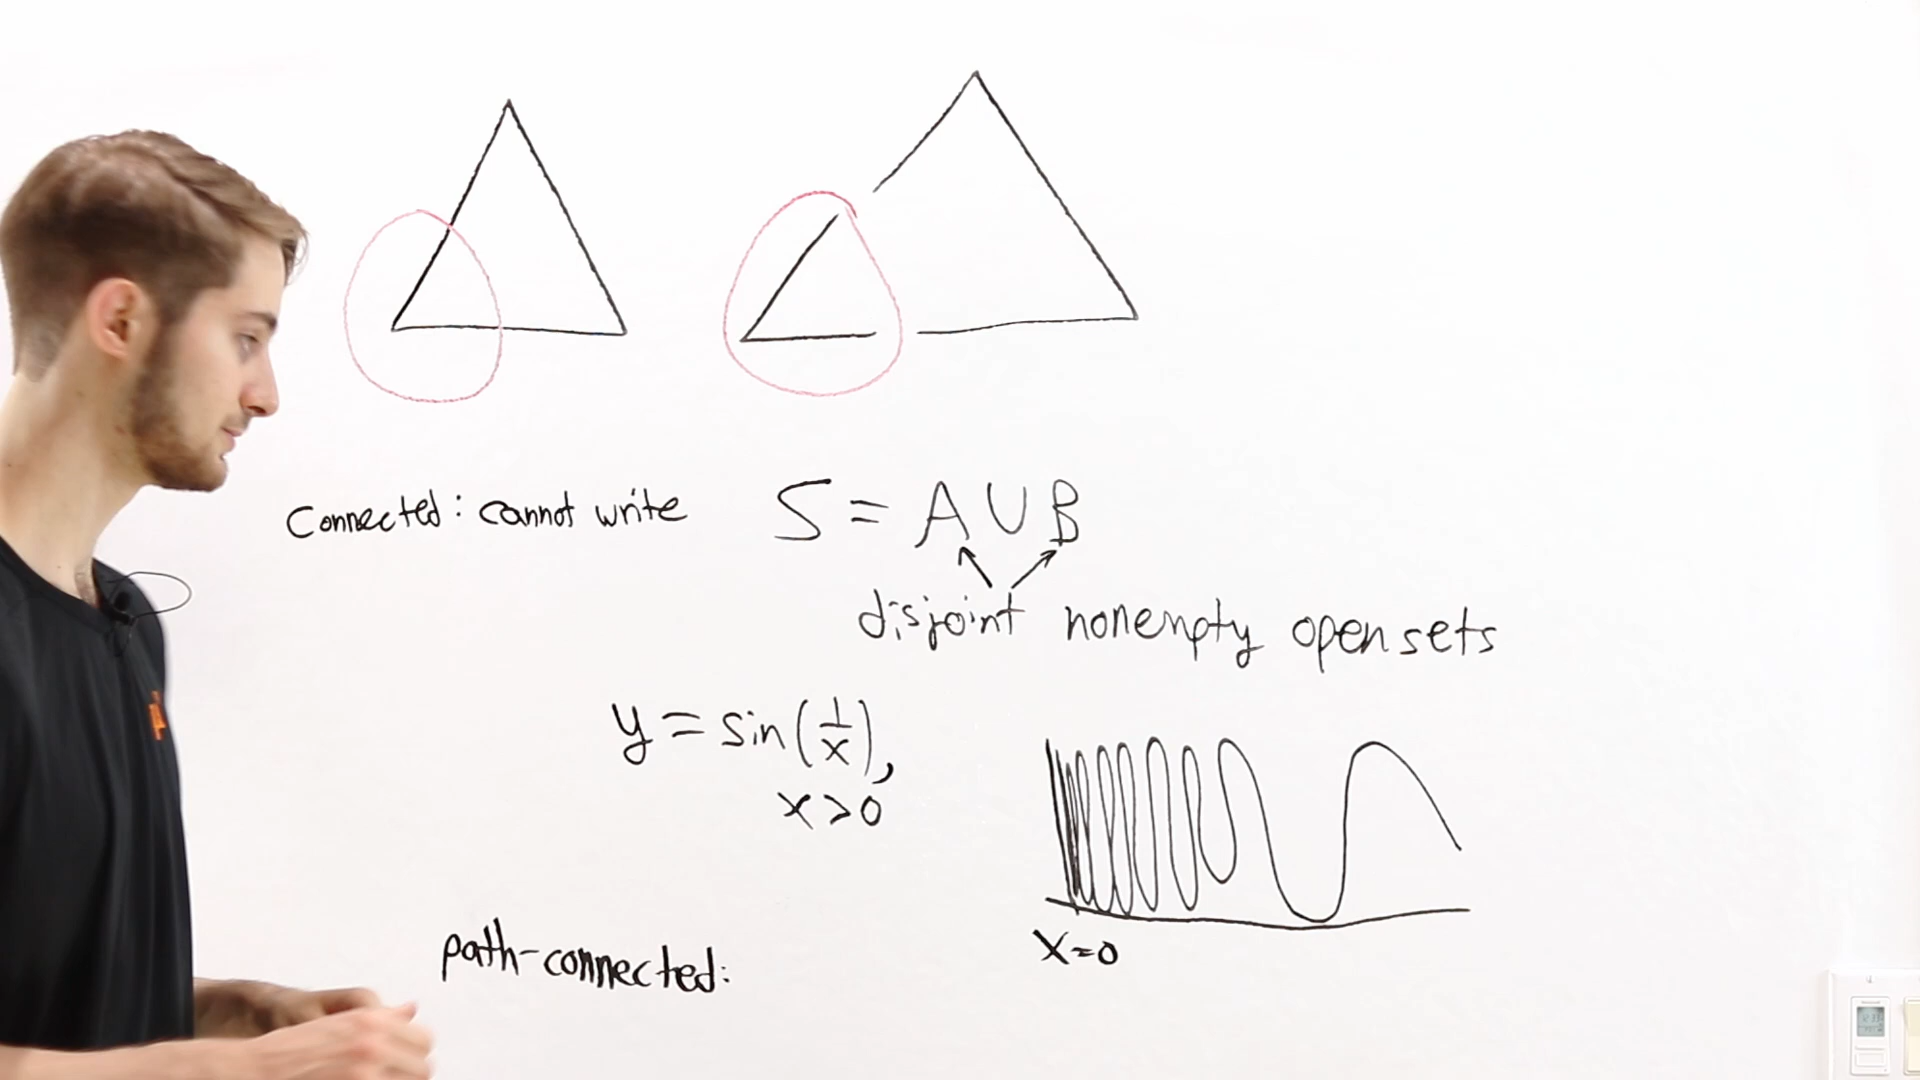 Connected: cannot write S = A ∪ B
disjoint nonempty open sets
y = sin(1/x),
x > 0
x=0
path-connected: